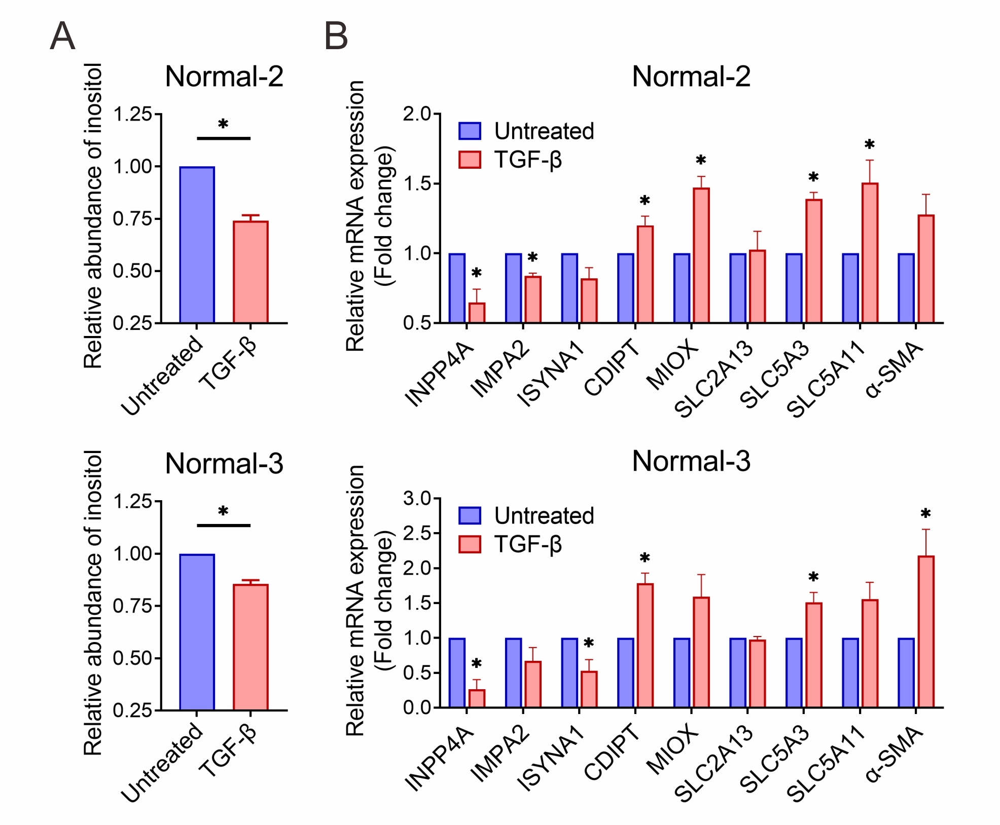 A
Normal-2
Relative abundance of inositol
1.25
1.00
0.75
0.50
0.25
*
Untreated
TGF-β
B
Normal-2
Relative mRNA expression
(Fold change)
2.0
1.5
1.0
0.5
Untreated
TGF-β
*
*
*
*
*
*
INPP4A
IMPA2
ISYNA1
CDIPT
MIOX
SLC2A13
SLC5A3
SLC5A11
α-SMA
Normal-3
Relative abundance of inositol
1.25
1.00
0.75
0.50
0.25
*
Untreated
TGF-β
Normal-3
Relative mRNA expression
(Fold change)
3.0
2.5
2.0
1.5
1.0
0.5
0.0
Untreated
TGF-β
*
*
*
*
*
INPP4A
IMPA2
ISYNA1
CDIPT
MIOX
SLC2A13
SLC5A3
SLC5A11
α-SMA